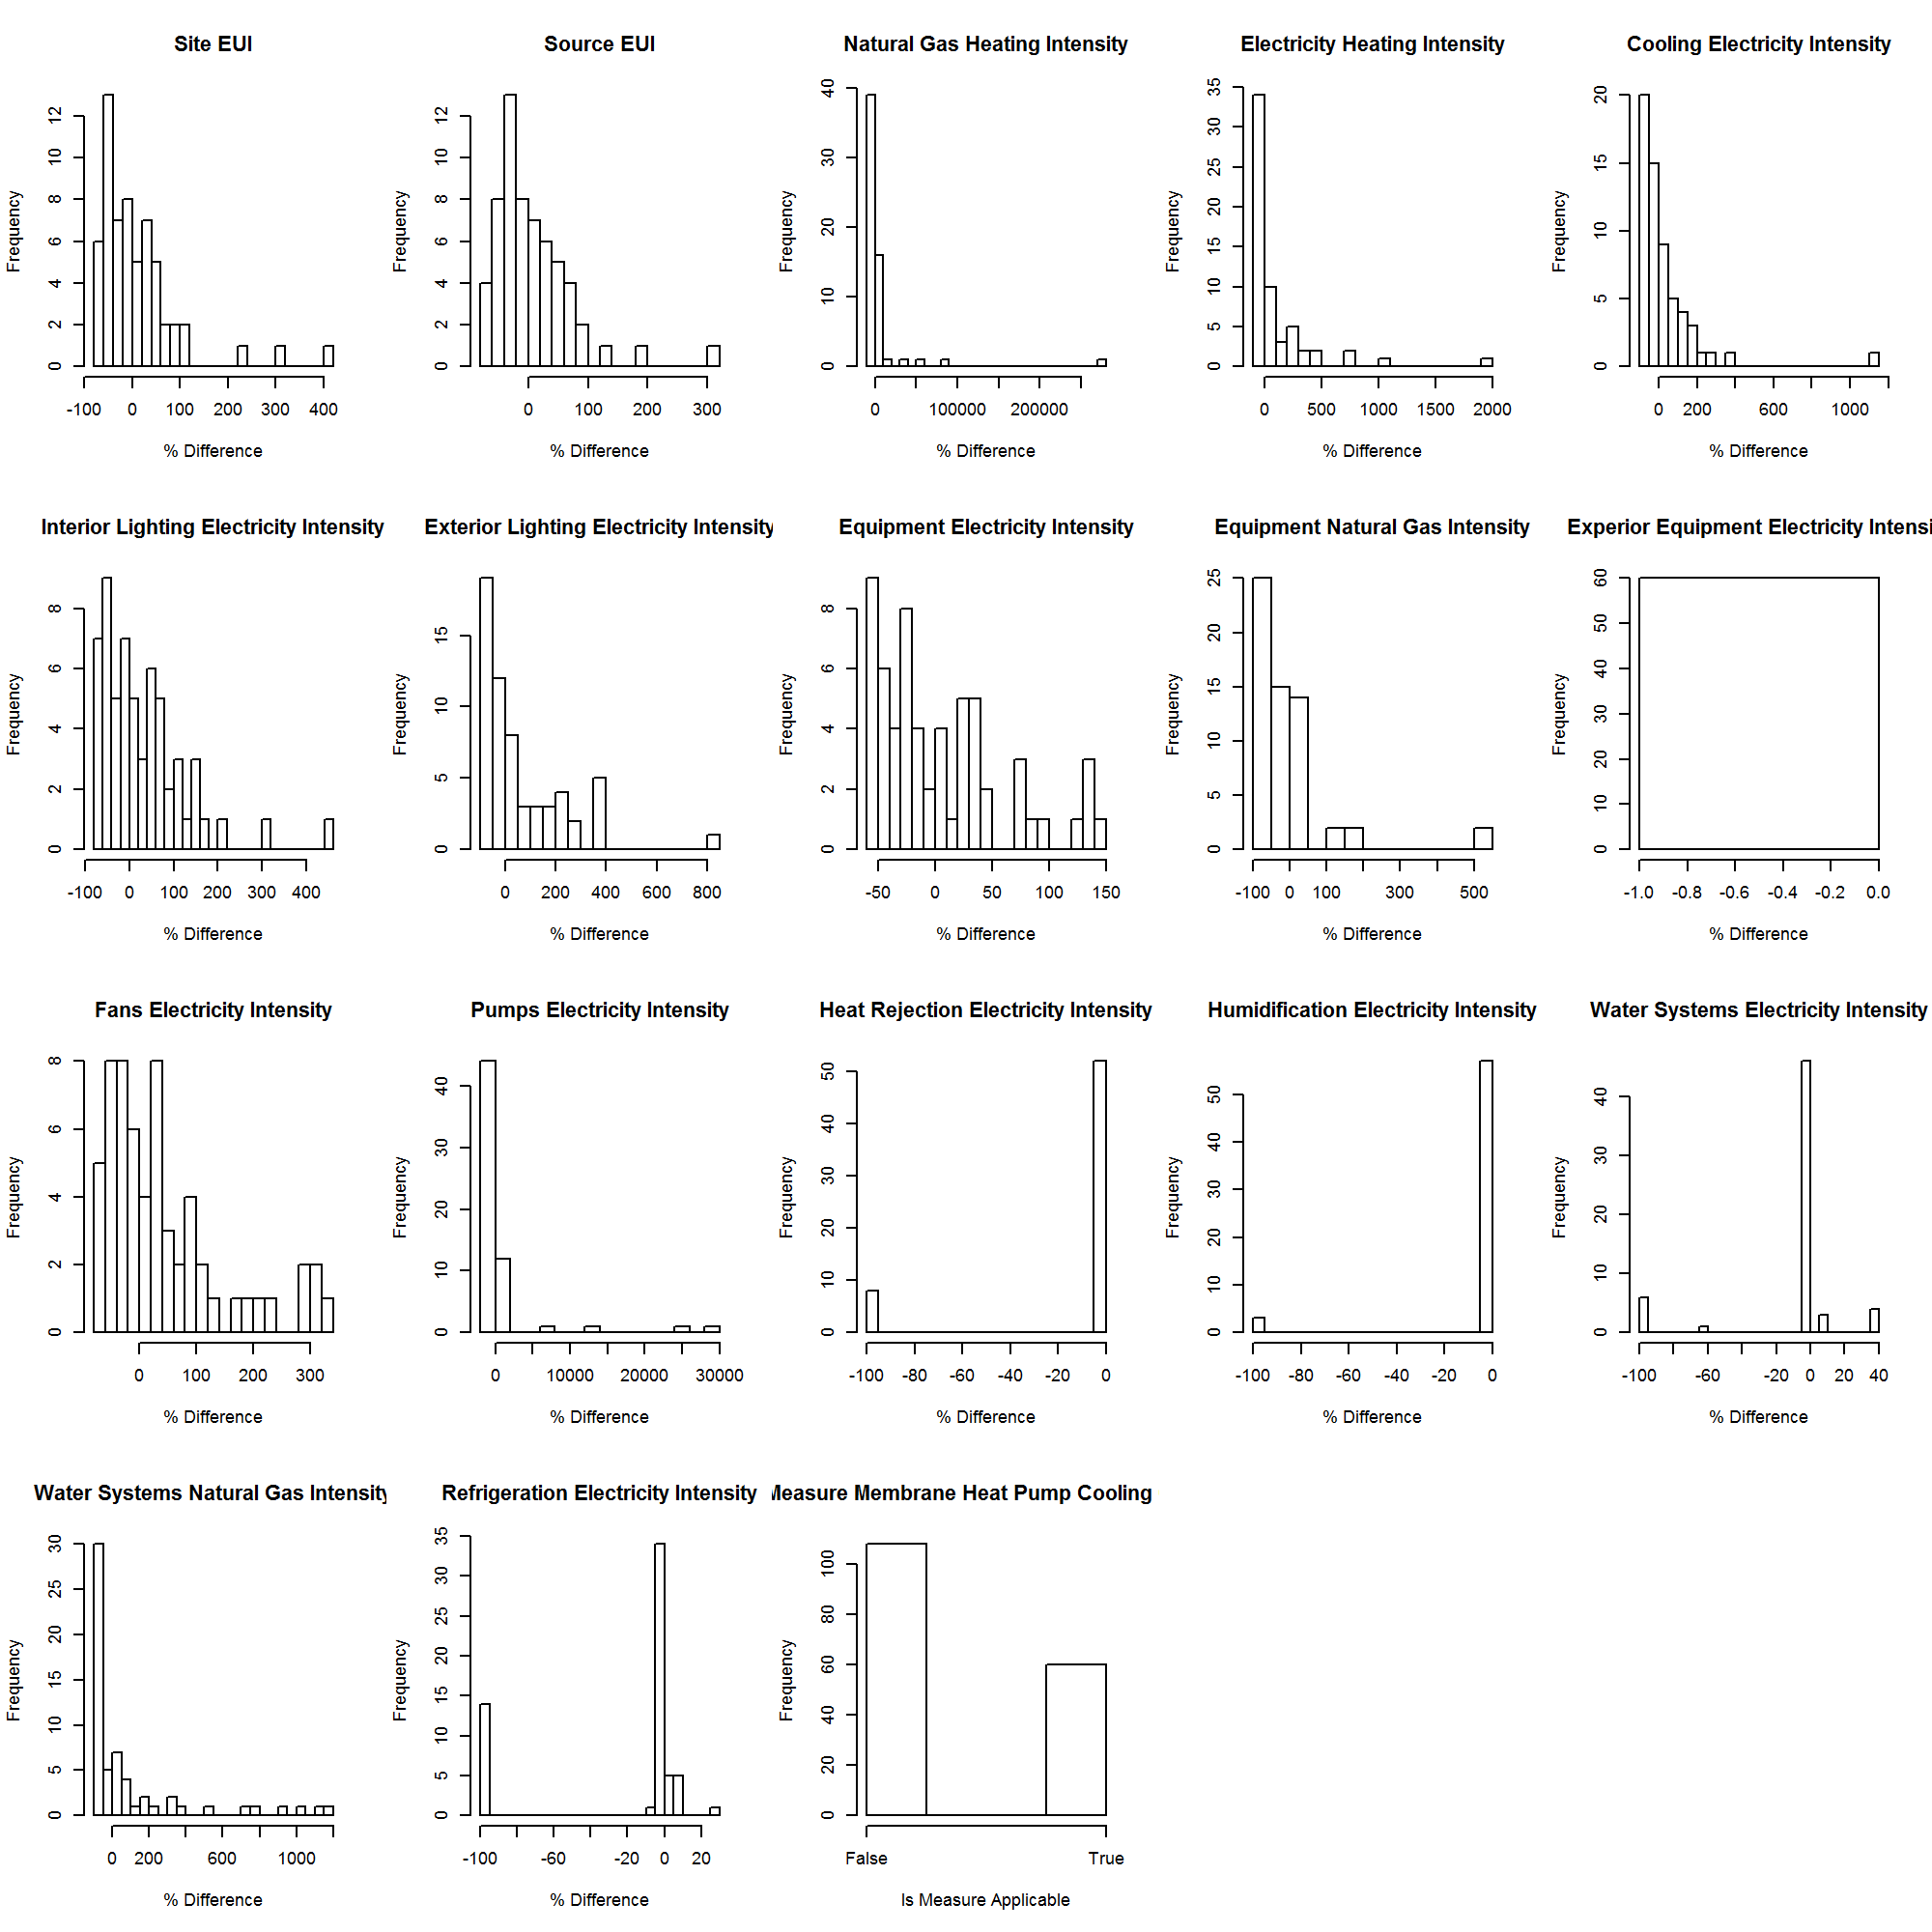 Site EUI
Frequency
0 2 4 6 8 10 12
-100 0 100 200 300 400
% Difference
Source EUI
Frequency
0 2 4 6 8 10 12
0 100 200 300
% Difference
Natural Gas Heating Intensity
Frequency
0 10 20 30 40
0 100000 200000
% Difference
Electricity Heating Intensity
Frequency
0 5 10 15 20 25 30 35
0 500 1000 1500 2000
% Difference
Cooling Electricity Intensity
Frequency
0 5 10 15 20
0 200 600 1000
% Difference
Interior Lighting Electricity Intensity
Frequency
0 2 4 6 8
-100 0 100 200 300 400
% Difference
Exterior Lighting Electricity Intensity
Frequency
0 5 10 15
0 200 400 600 800
% Difference
Equipment Electricity Intensity
Frequency
0 2 4 6 8
-50 0 50 100 150
% Difference
Equipment Natural Gas Intensity
Frequency
0 5 10 15 20 25
-100 0 100 300 500
% Difference
Experior Equipment Electricity Intensi
Frequency
0 10 20 30 40 50 60
-1.0 -0.8 -0.6 -0.4 -0.2 0.0
% Difference
Fans Electricity Intensity
Frequency
0 2 4 6 8
0 100 200 300
% Difference
Pumps Electricity Intensity
Frequency
0 10 20 30 40
0 10000 20000 30000
% Difference
Heat Rejection Electricity Intensity
Frequency
0 10 20 30 40 50
-100 -80 -60 -40 -20 0
% Difference
Humidification Electricity Intensity
Frequency
0 10 20 30 40 50
-100 -80 -60 -40 -20 0
% Difference
Water Systems Electricity Intensity
Frequency
0 10 20 30 40
-100 -60 -20 0 20 40
% Difference
Water Systems Natural Gas Intensity
Frequency
0 5 10 15 20 25 30
0 200 600 1000
% Difference
Refrigeration Electricity Intensity
Frequency
0 5 10 15 20 25 30 35
-100 -60 -20 0 20
% Difference
Measure Membrane Heat Pump Cooling
Frequency
0 20 40 60 80 100
False True
Is Measure Applicable